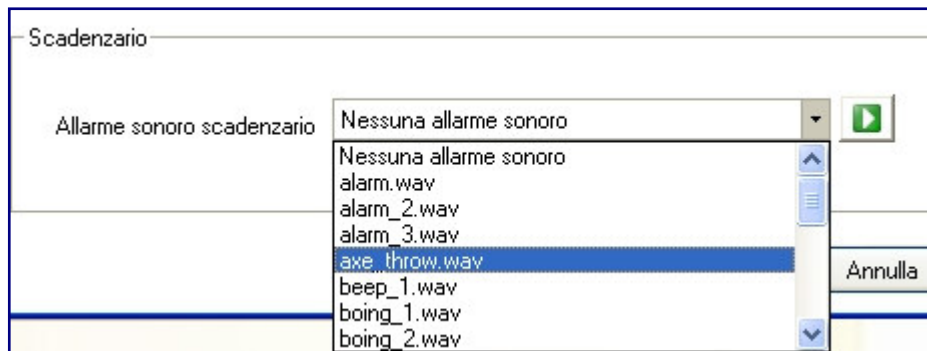 Scadenzario
Allarme sonoro scadenzario
Nessuna allarme sonoro
Nessuna allarme sonoro
alarm.wav
alarm_2.wav
alarm_3.wav
axe_throw.wav
beep_1.wav
boing_1.wav
boing_2.wav
Annulla